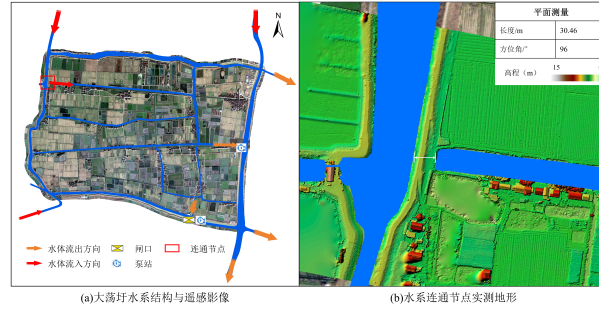 N
水体流出方向
闸口
连通节点
水体流入方向
泵站
(a)大荡圩水系结构与遥感影像
平面测量
长度/m 30.46
方位角/° 96
高程（m） 15
(b)水系连通节点实测地形